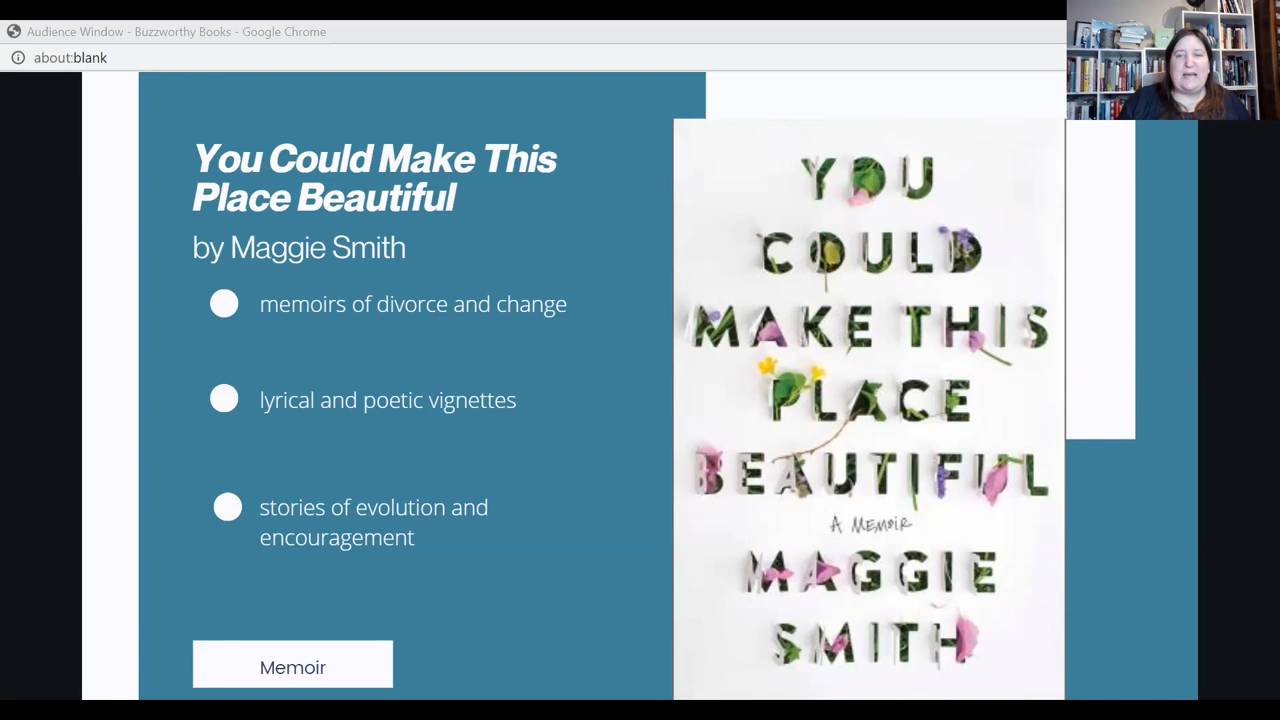 Audience Window - Buzzworthy Books - Google Chrome
about:blank
You Could Make This
Place Beautiful
by Maggie Smith
memoirs of divorce and change
lyrical and poetic vignettes
stories of evolution and
encouragement
Memoir
YOU
COULD
MAKE THIS
PLACE
BEAUTIFUL
A MEMOIR
MAGGIE
SMITH